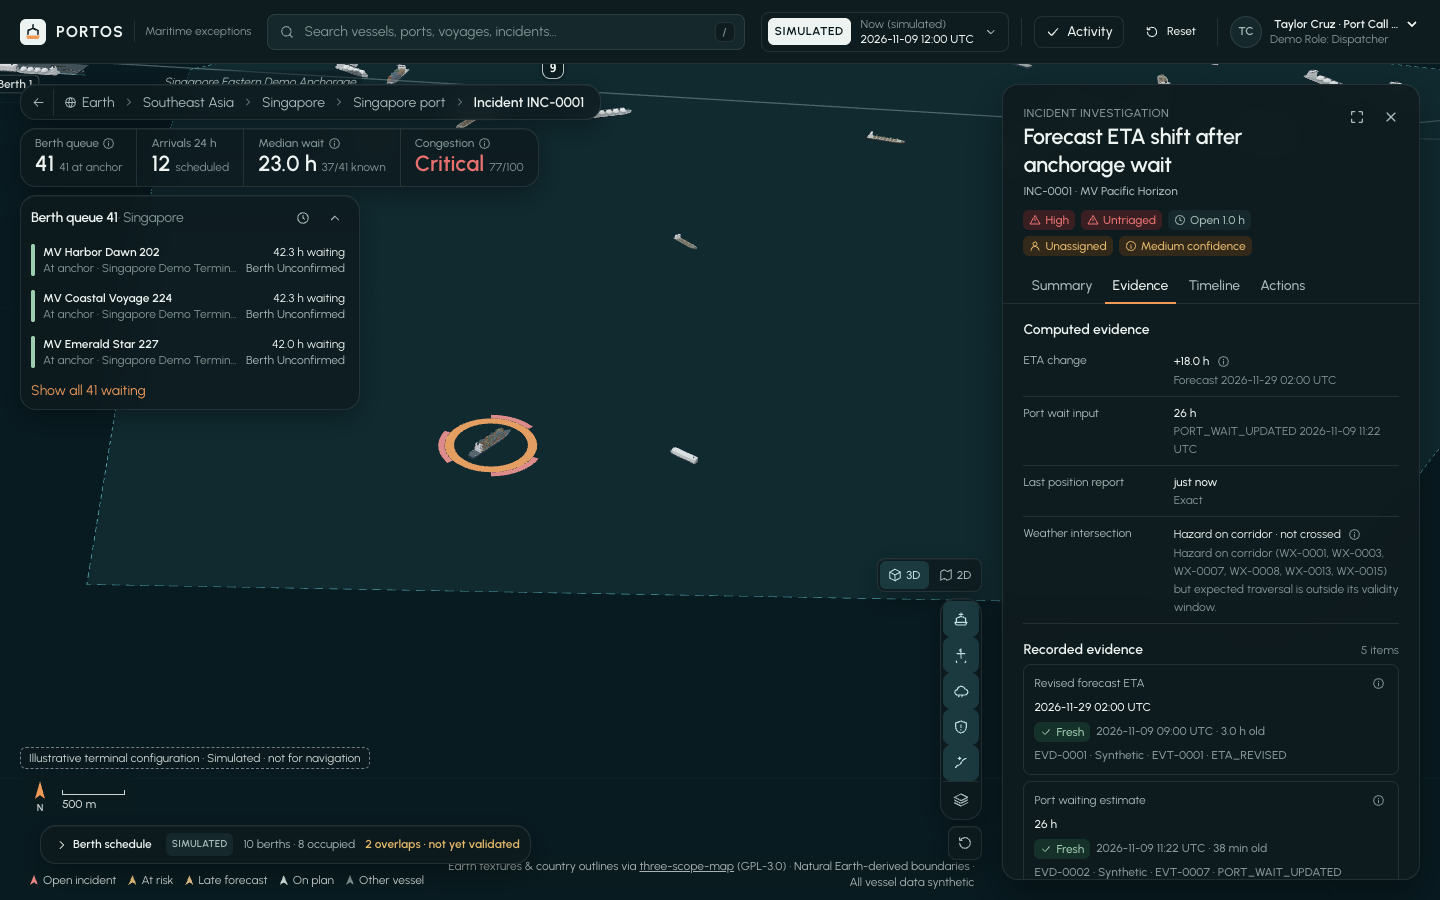 PORTOS
Maritime exceptions
Search vessels, ports, voyages, incidents...
/
SIMULATED
Now (simulated)
2026-11-09 12:00 UTC
Activity
Reset
TC
Taylor Cruz · Port Call ...
Demo Role: Dispatcher
Berth 1
Singapore Eastern Demo Anchorage
9
Earth
Southeast Asia
Singapore
Singapore port
Incident INC-0001
Berth queue
41 41 at anchor
Arrivals 24 h
12 scheduled
Median wait
23.0 h 37/41 known
Congestion
Critical 77/100
Berth queue 41 Singapore
MV Harbor Dawn 202 42.3 h waiting
At anchor · Singapore Demo Termin... Berth Unconfirmed
MV Coastal Voyage 224 42.3 h waiting
At anchor · Singapore Demo Termin... Berth Unconfirmed
MV Emerald Star 227 42.0 h waiting
At anchor · Singapore Demo Termin... Berth Unconfirmed
Show all 41 waiting
3D
2D
Illustrative terminal configuration · Simulated · not for navigation
N
500 m
Berth schedule SIMULATED 10 berths · 8 occupied 2 overlaps · not yet validated
Open incident At risk Late forecast On plan Other vessel
Earth textures & country outlines via three-scope-map (GPL-3.0) · Natural Earth-derived boundaries ·
All vessel data synthetic
INCIDENT INVESTIGATION
Forecast ETA shift after
anchorage wait
INC-0001 · MV Pacific Horizon
High Untriaged Open 1.0 h
Unassigned Medium confidence
Summary Evidence Timeline Actions
Computed evidence
ETA change +18.0 h
Forecast 2026-11-29 02:00 UTC
Port wait input 26 h
PORT_WAIT_UPDATED 2026-11-09 11:22
UTC
Last position report just now
Exact
Weather intersection Hazard on corridor · not crossed
Hazard on corridor (WX-0001, WX-0003,
WX-0007, WX-0008, WX-0013, WX-0015)
but expected traversal is outside its validity
window.
Recorded evidence 5 items
Revised forecast ETA
2026-11-29 02:00 UTC
Fresh 2026-11-09 09:00 UTC · 3.0 h old
EVD-0001 · Synthetic · EVT-0001 · ETA_REVISED
Port waiting estimate
26 h
Fresh 2026-11-09 11:22 UTC · 38 min old
EVD-0002 · Synthetic · EVT-0007 · PORT_WAIT_UPDATED